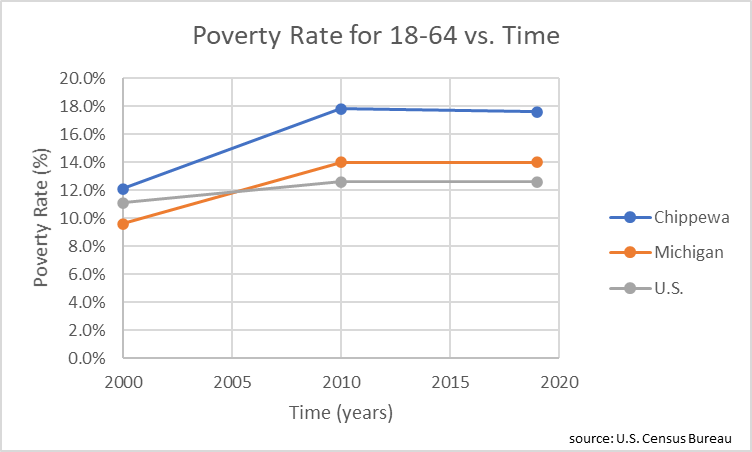 Poverty Rate for 18-64 vs. Time
20.0%
18.0%
16.0%
14.0%
12.0%
10.0%
8.0%
6.0%
4.0%
2.0%
0.0%
Poverty Rate (%)
2000 2005 2010 2015 2020
Time (years)
Chippewa
Michigan
U.S.
source: U.S. Census Bureau